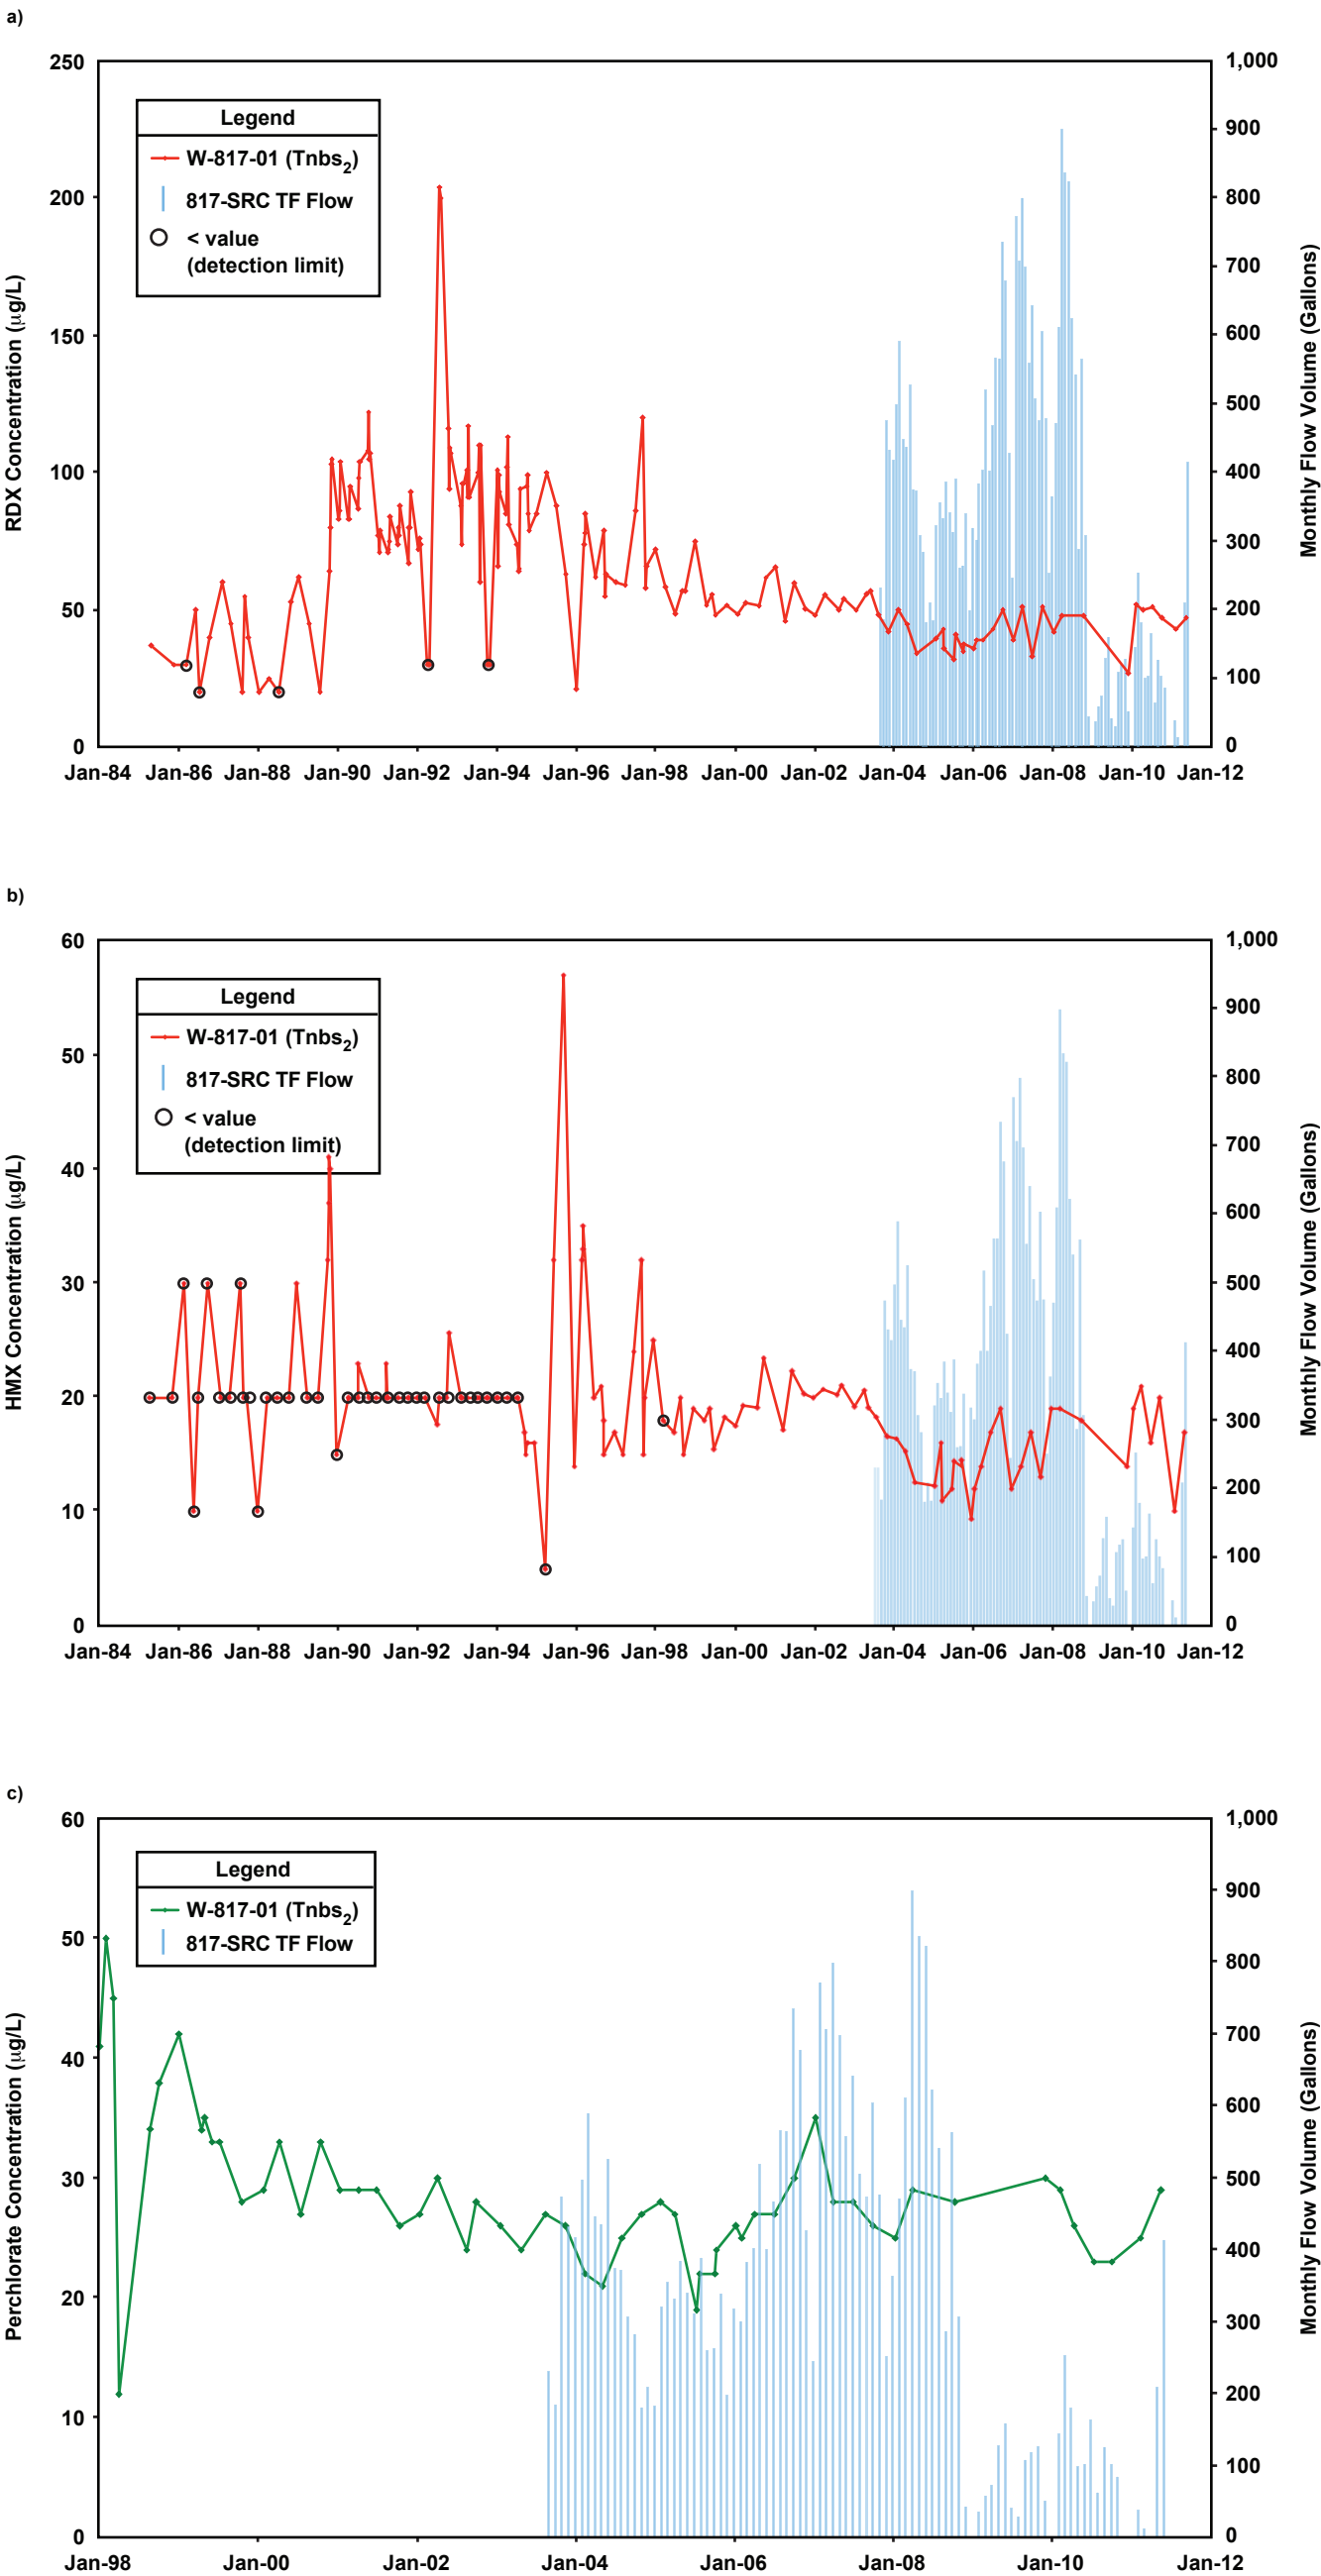 a)
250
200
150
100
50
0
RDX Concentration (µg/L)
Legend
W-817-01 (Tnbs2)
817-SRC TF Flow
< value
(detection limit)
1,000
900
800
700
600
500
400
300
200
100
0
Monthly Flow Volume (Gallons)
Jan-84 Jan-86 Jan-88 Jan-90 Jan-92 Jan-94 Jan-96 Jan-98 Jan-00 Jan-02 Jan-04 Jan-06 Jan-08 Jan-10 Jan-12
b)
60
50
40
30
20
10
0
HMX Concentration (µg/L)
Legend
W-817-01 (Tnbs2)
817-SRC TF Flow
< value
(detection limit)
1,000
900
800
700
600
500
400
300
200
100
0
Monthly Flow Volume (Gallons)
Jan-84 Jan-86 Jan-88 Jan-90 Jan-92 Jan-94 Jan-96 Jan-98 Jan-00 Jan-02 Jan-04 Jan-06 Jan-08 Jan-10 Jan-12
c)
60
50
40
30
20
10
0
Perchlorate Concentration (µg/L)
Legend
W-817-01 (Tnbs2)
817-SRC TF Flow
1,000
900
800
700
600
500
400
300
200
100
0
Monthly Flow Volume (Gallons)
Jan-98 Jan-00 Jan-02 Jan-04 Jan-06 Jan-08 Jan-10 Jan-12